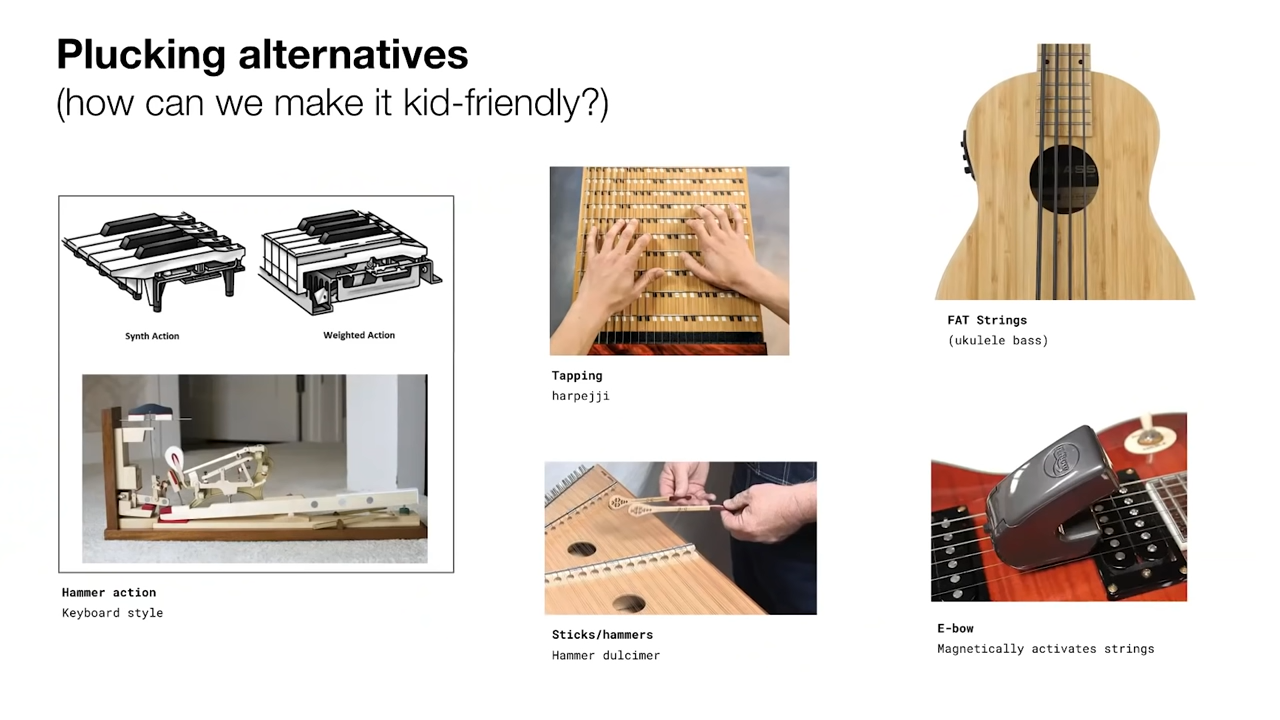 Plucking alternatives
(how can we make it kid-friendly?)
Synth Action
Weighted Action
Hammer action
Keyboard style
Tapping
harpejji
Sticks/hammers
Hammer dulcimer
FAT Strings
(ukulele bass)
E-bow
Magnetically activates strings